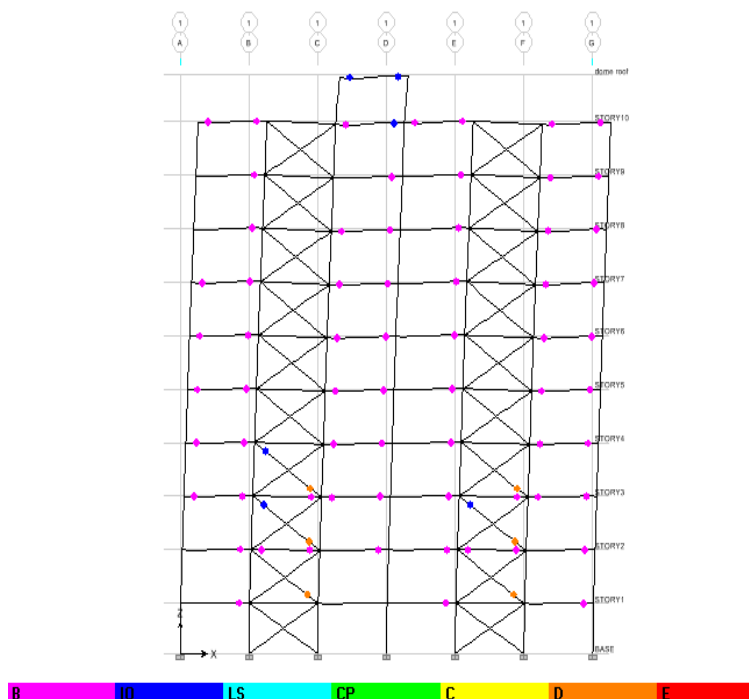 1 1 1 1 1 1 1
A B C D E F G
dome roof
STORY10
STORY9
STORY8
STORY7
STORY6
STORY5
STORY4
STORY3
STORY2
STORY1
Z
X
BASE
B IO LS CP C D E